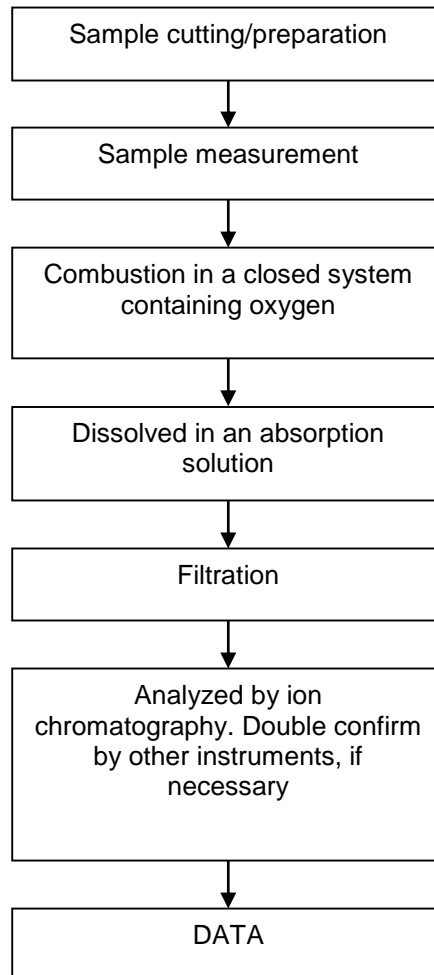 Sample cutting/preparation
Sample measurement
Combustion in a closed system
containing oxygen
Dissolved in an absorption
solution
Filtration
Analyzed by ion
chromatography. Double confirm
by other instruments, if
necessary
DATA